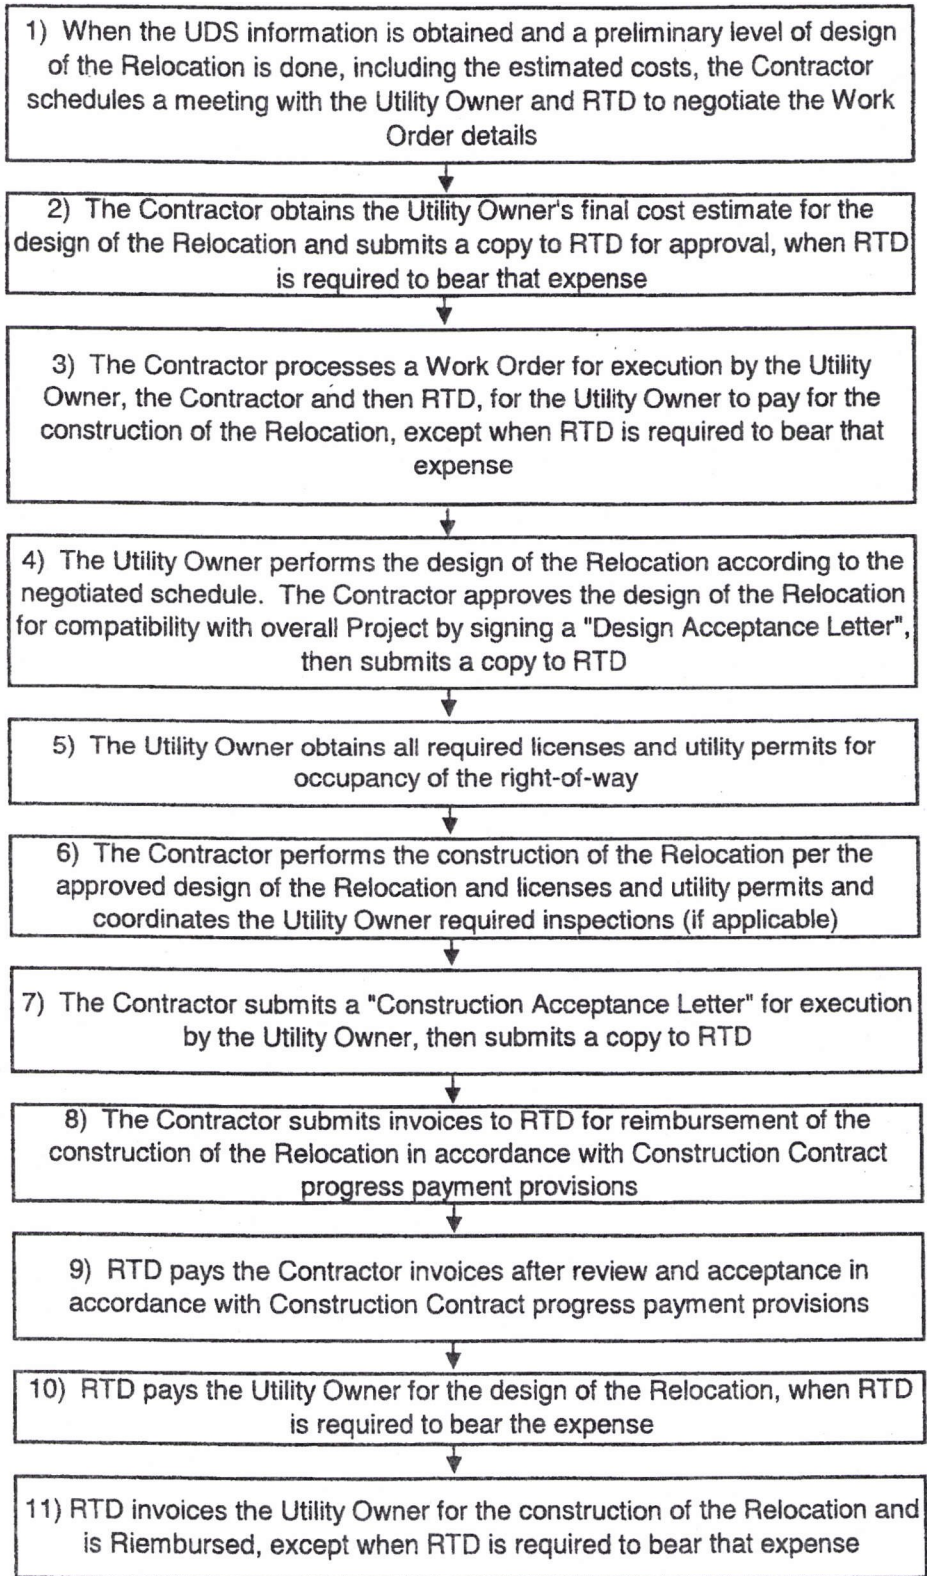 1) When the UDS information is obtained and a preliminary level of design
of the Relocation is done, including the estimated costs, the Contractor
schedules a meeting with the Utility Owner and RTD to negotiate the Work
Order details
2) The Contractor obtains the Utility Owner's final cost estimate for the
design of the Relocation and submits a copy to RTD for approval, when RTD
is required to bear that expense
3) The Contractor processes a Work Order for execution by the Utility
Owner, the Contractor and then RTD, for the Utility Owner to pay for the
construction of the Relocation, except when RTD is required to bear that
expense
4) The Utility Owner performs the design of the Relocation according to the
negotiated schedule. The Contractor approves the design of the Relocation
for compatibility with overall Project by signing a "Design Acceptance Letter",
then submits a copy to RTD
5) The Utility Owner obtains all required licenses and utility permits for
occupancy of the right-of-way
6) The Contractor performs the construction of the Relocation per the
approved design of the Relocation and licenses and utility permits and
coordinates the Utility Owner required inspections (if applicable)
7) The Contractor submits a "Construction Acceptance Letter" for execution
by the Utility Owner, then submits a copy to RTD
8) The Contractor submits invoices to RTD for reimbursement of the
construction of the Relocation in accordance with Construction Contract
progress payment provisions
9) RTD pays the Contractor invoices after review and acceptance in
accordance with Construction Contract progress payment provisions
10) RTD pays the Utility Owner for the design of the Relocation, when RTD
is required to bear the expense
11) RTD invoices the Utility Owner for the construction of the Relocation and
is Riembursed, except when RTD is required to bear that expense